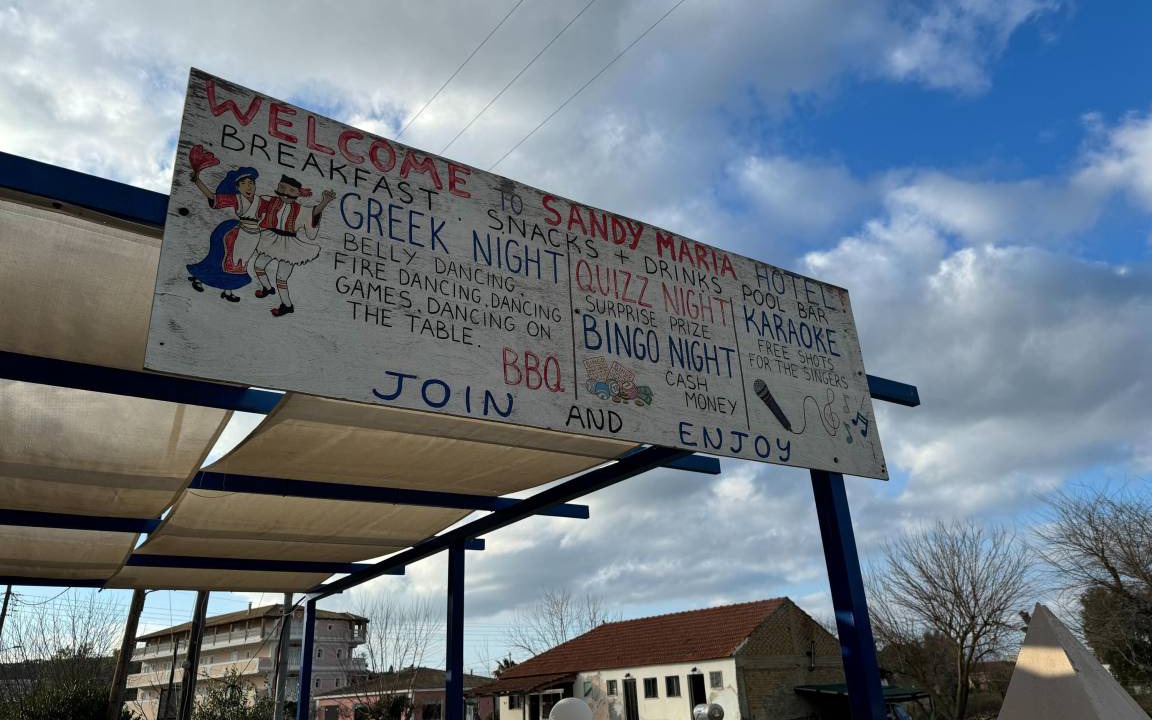 WELCOME TO SANDY MARIA HOTEL
BREAKFAST · SNACKS + DRINKS POOL BAR
GREEK NIGHT
BELLY DANCING
FIRE DANCING, DANCING
GAMES, DANCING ON
THE TABLE.
BBQ
QUIZZ NIGHT
SURPRISE PRIZE
BINGO NIGHT
CASH
MONEY
KARAOKE
FREE SHOTS
FOR THE SINGERS
JOIN AND ENJOY